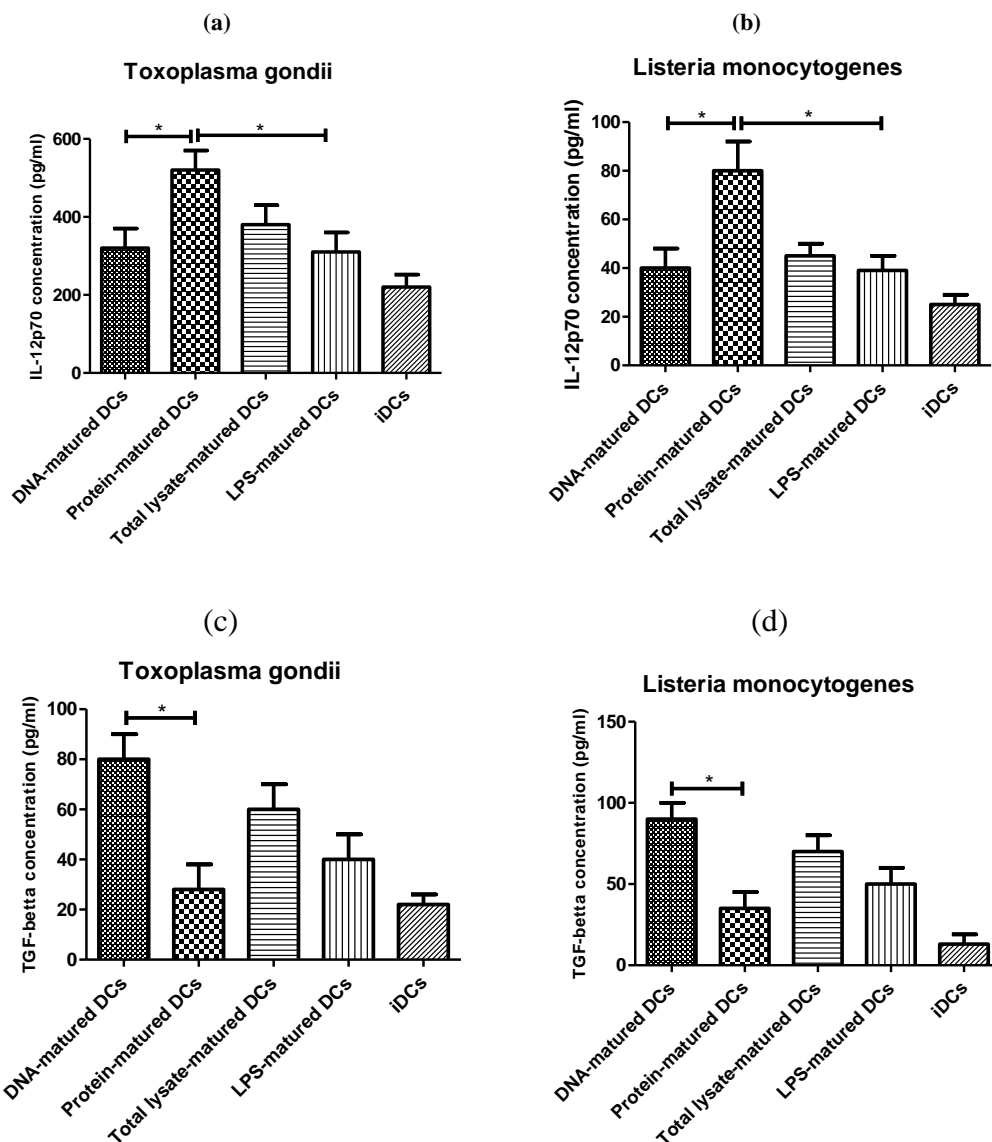 (a)
Toxoplasma gondii
IL-12p70 concentration (pg/ml)
600
400
200
0
*
*
DNA-matured DCs
Protein-matured DCs
Total lysate-matured DCs
LPS-matured DCs
iDCs
(b)
Listeria monocytogenes
IL-12p70 concentration (pg/ml)
100
80
60
40
20
0
*
*
DNA-matured DCs
Protein-matured DCs
Total lysate-matured DCs
LPS-matured DCs
iDCs
(c)
Toxoplasma gondii
TGF-betta concentration (pg/ml)
100
80
60
40
20
0
*
DNA-matured DCs
Protein-matured DCs
Total lysate-matured DCs
LPS-matured DCs
iDCs
(d)
Listeria monocytogenes
TGF-betta concentration (pg/ml)
150
100
50
0
*
DNA-matured DCs
Protein-matured DCs
Total lysate-matured DCs
LPS-matured DCs
iDCs